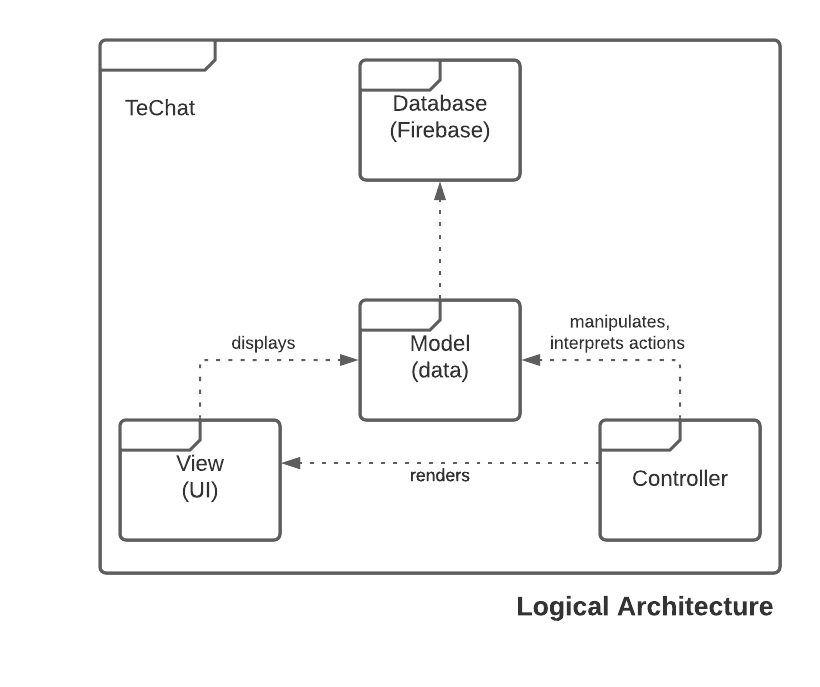 TeChat
Database
(Firebase)
displays
Model
(data)
manipulates,
interprets actions
View
(UI)
renders
Controller
Logical Architecture